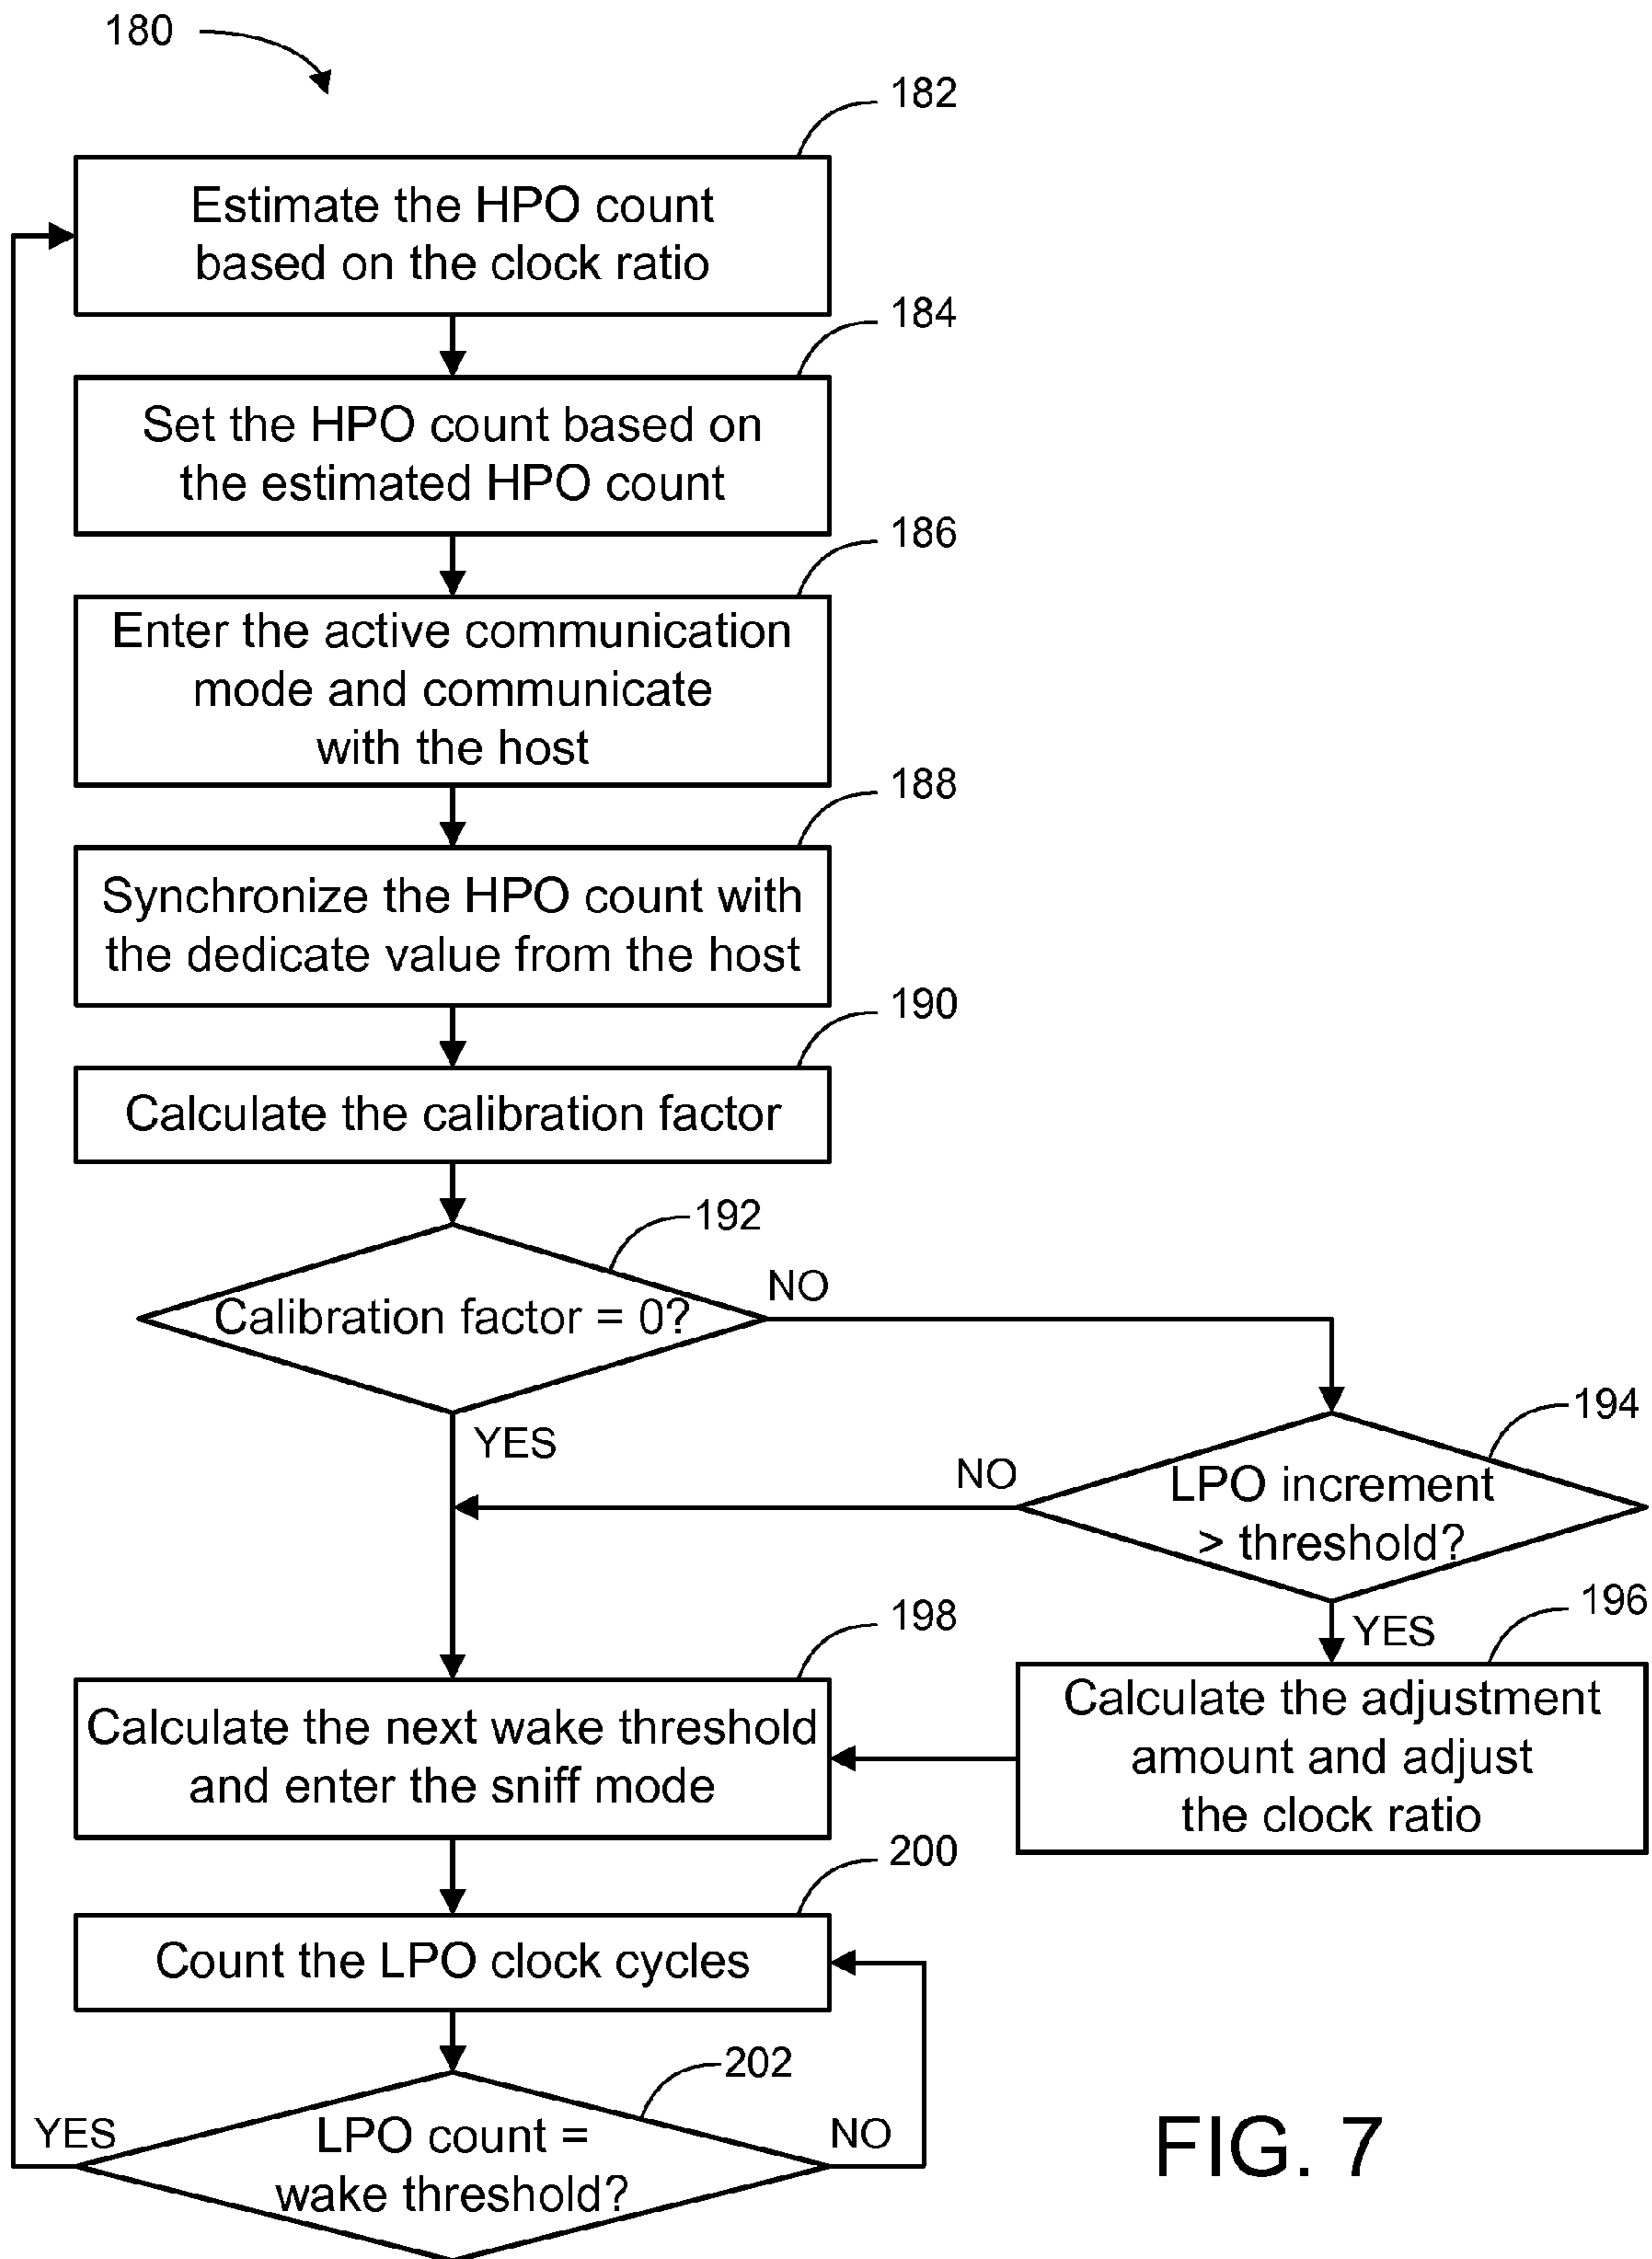 180
182
Estimate the HPO count
based on the clock ratio
184
Set the HPO count based on
the estimated HPO count
186
Enter the active communication
mode and communicate
with the host
188
Synchronize the HPO count with
the dedicate value from the host
190
Calculate the calibration factor
192
Calibration factor = 0?
NO
YES
194
LPO increment
> threshold?
NO
YES
196
Calculate the adjustment
amount and adjust
the clock ratio
198
Calculate the next wake threshold
and enter the sniff mode
200
Count the LPO clock cycles
202
LPO count =
wake threshold?
YES
NO
FIG. 7